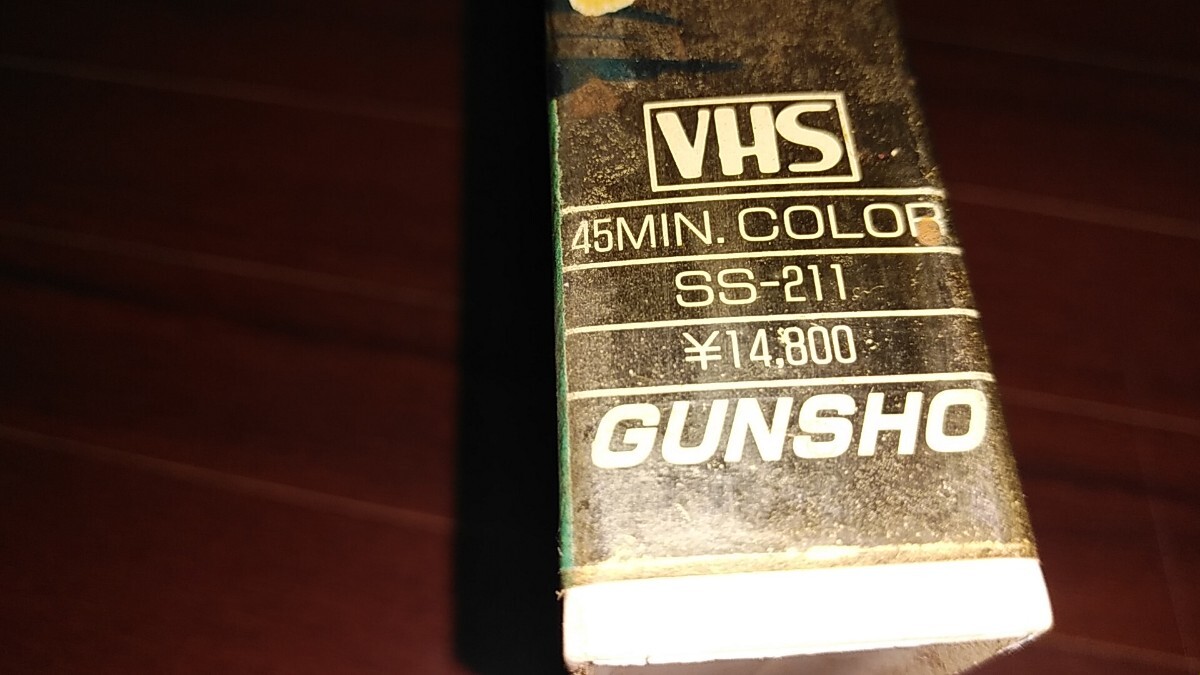 VHS
45MIN. COLOR
SS-211
¥14,800
GUNSHO